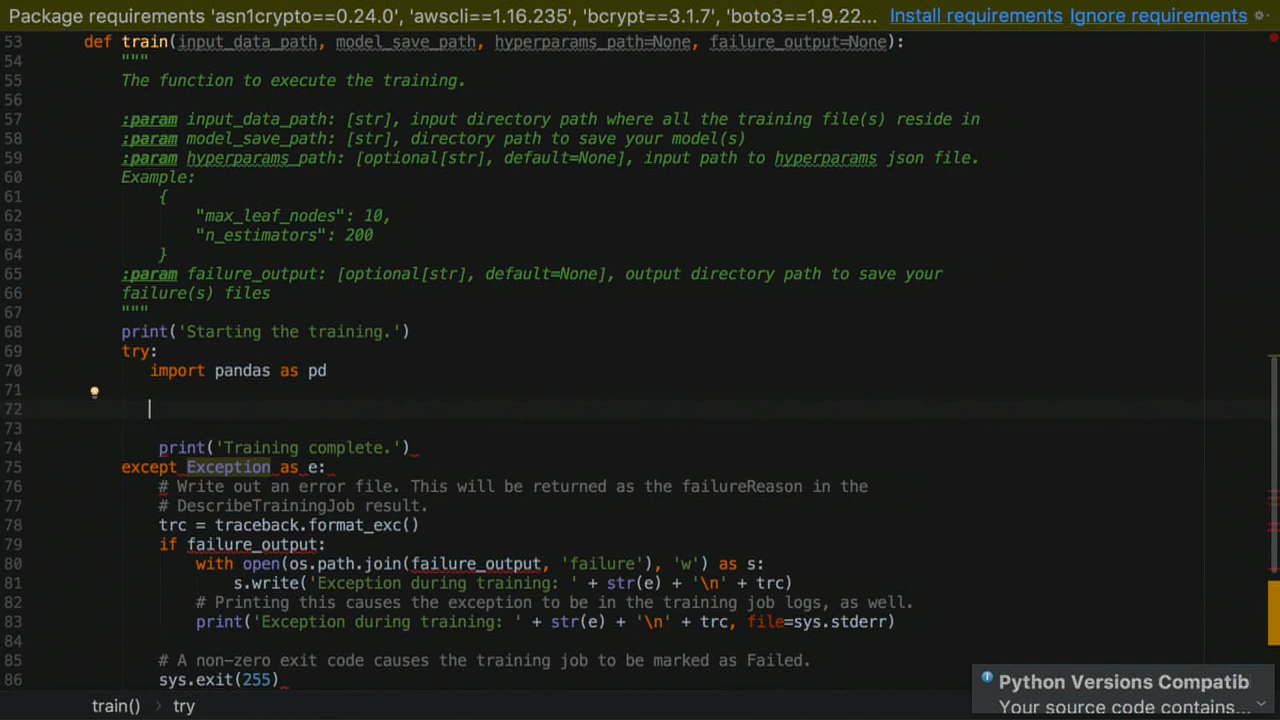 Package requirements 'asn1crypto==0.24.0', 'awscli==1.16.235', 'bcrypt==3.1.7', 'boto3==1.9.22... Install requirements Ignore requirements
53 def train(input_data_path, model_save_path, hyperparams_path=None, failure_output=None):
54 """
55 The function to execute the training.
56
57 :param input_data_path: [str], input directory path where all the training file(s) reside in
58 :param model_save_path: [str], directory path to save your model(s)
59 :param hyperparams_path: [optional[str], default=None], input path to hyperparams json file.
60 Example:
61 {
62 "max_leaf_nodes": 10,
63 "n_estimators": 200
64 }
65 :param failure_output: [optional[str], default=None], output directory path to save your
66 failure(s) files
67 """
68 print('Starting the training.')
69 try:
70 import pandas as pd
71
72
73
74 print('Training complete.')
75 except Exception as e:
76 # Write out an error file. This will be returned as the failureReason in the
77 # DescribeTrainingJob result.
78 trc = traceback.format_exc()
79 if failure_output:
80 with open(os.path.join(failure_output, 'failure'), 'w') as s:
81 s.write('Exception during training: ' + str(e) + '\n' + trc)
82 # Printing this causes the exception to be in the training job logs, as well.
83 print('Exception during training: ' + str(e) + '\n' + trc, file=sys.stderr)
84
85 # A non-zero exit code causes the training job to be marked as Failed.
86 sys.exit(255)
Python Versions Compatib
Your source code contains...
train() › try